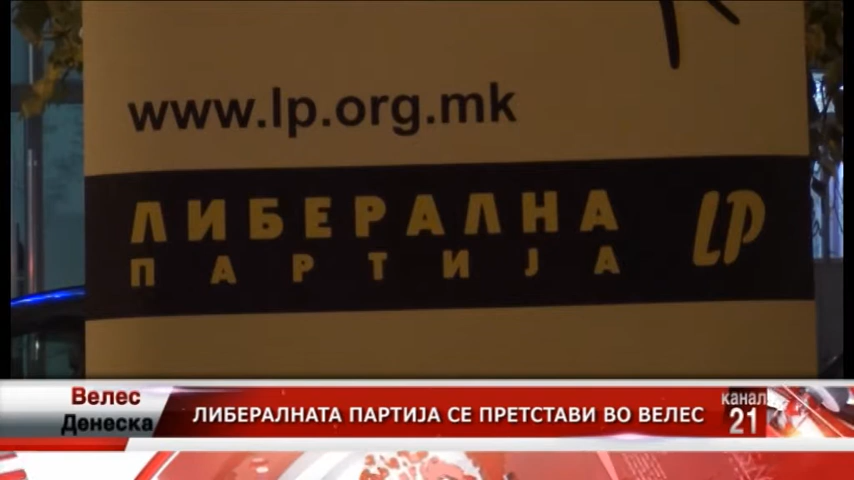 www.lp.org.mk
ЛИБЕРАЛНА
ПАРТИЈА
LP
Велес
Денеска
ЛИБЕРАЛНАТА ПАРТИЈА СЕ ПРЕТСТАВИ ВО ВЕЛЕС
канал
21